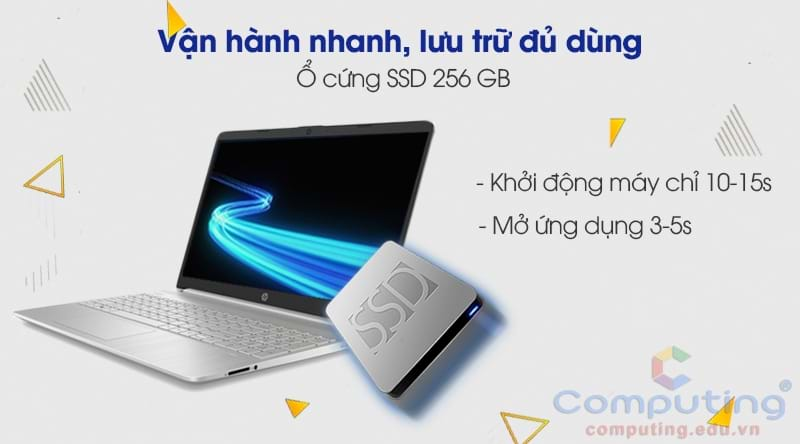 Vận hành nhanh, lưu trữ đủ dùng
Ổ cứng SSD 256 GB
- Khởi động máy chỉ 10-15s
- Mở ứng dụng 3-5s
hp
SSD
C
Computing®
computing.edu.vn